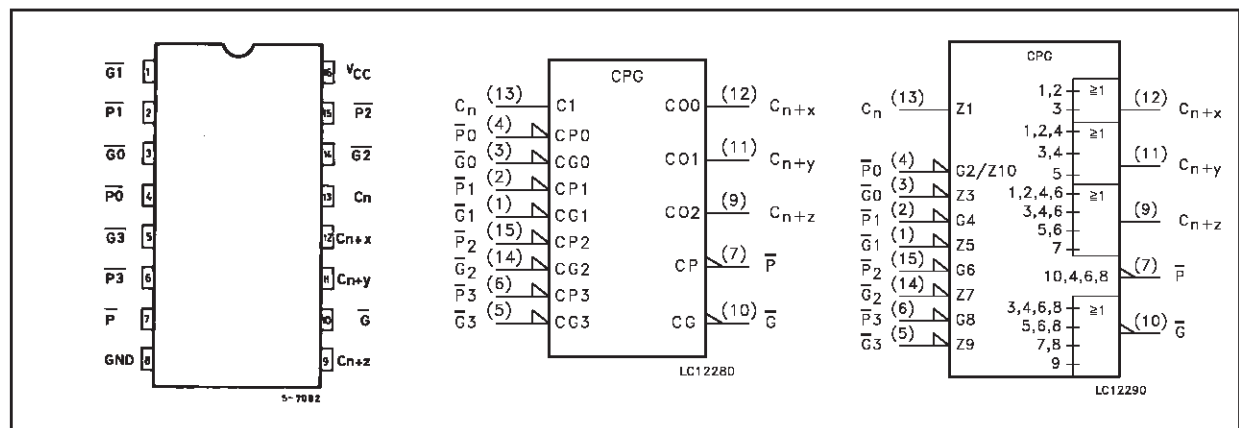 G1 1 16 VCC
P1 2 15 P2
G0 3 14 G2
P0 4 13 Cn
G3 5 12 Cn+x
P3 6 11 Cn+y
P 7 10 G
GND 8 9 Cn+z
S-7082
CPG
Cn (13) C1 CO0 (12) Cn+x
P0 (4) CP0
G0 (3) CG0 CO1 (11) Cn+y
P1 (2) CP1
G1 (1) CG1 CO2 (9) Cn+z
P2 (15) CP2
G2 (14) CG2 CP (7) P
P3 (6) CP3
G3 (5) CG3 CG (10) G
LC12280
CPG
1,2 ≥1
Cn (13) Z1 3 (12) Cn+x
1,2,4 ≥1
3,4 (11) Cn+y
P0 (4) G2/Z10 5
G0 (3) Z3 1,2,4,6 ≥1
P1 (2) G4 3,4,6 (9) Cn+z
G1 (1) Z5 5,6
7
P2 (15) G6 10,4,6,8 (7) P
G2 (14) Z7 3,4,6,8 ≥1
P3 (6) G8 5,6,8 (10) G
G3 (5) Z9 7,8
9
LC12290